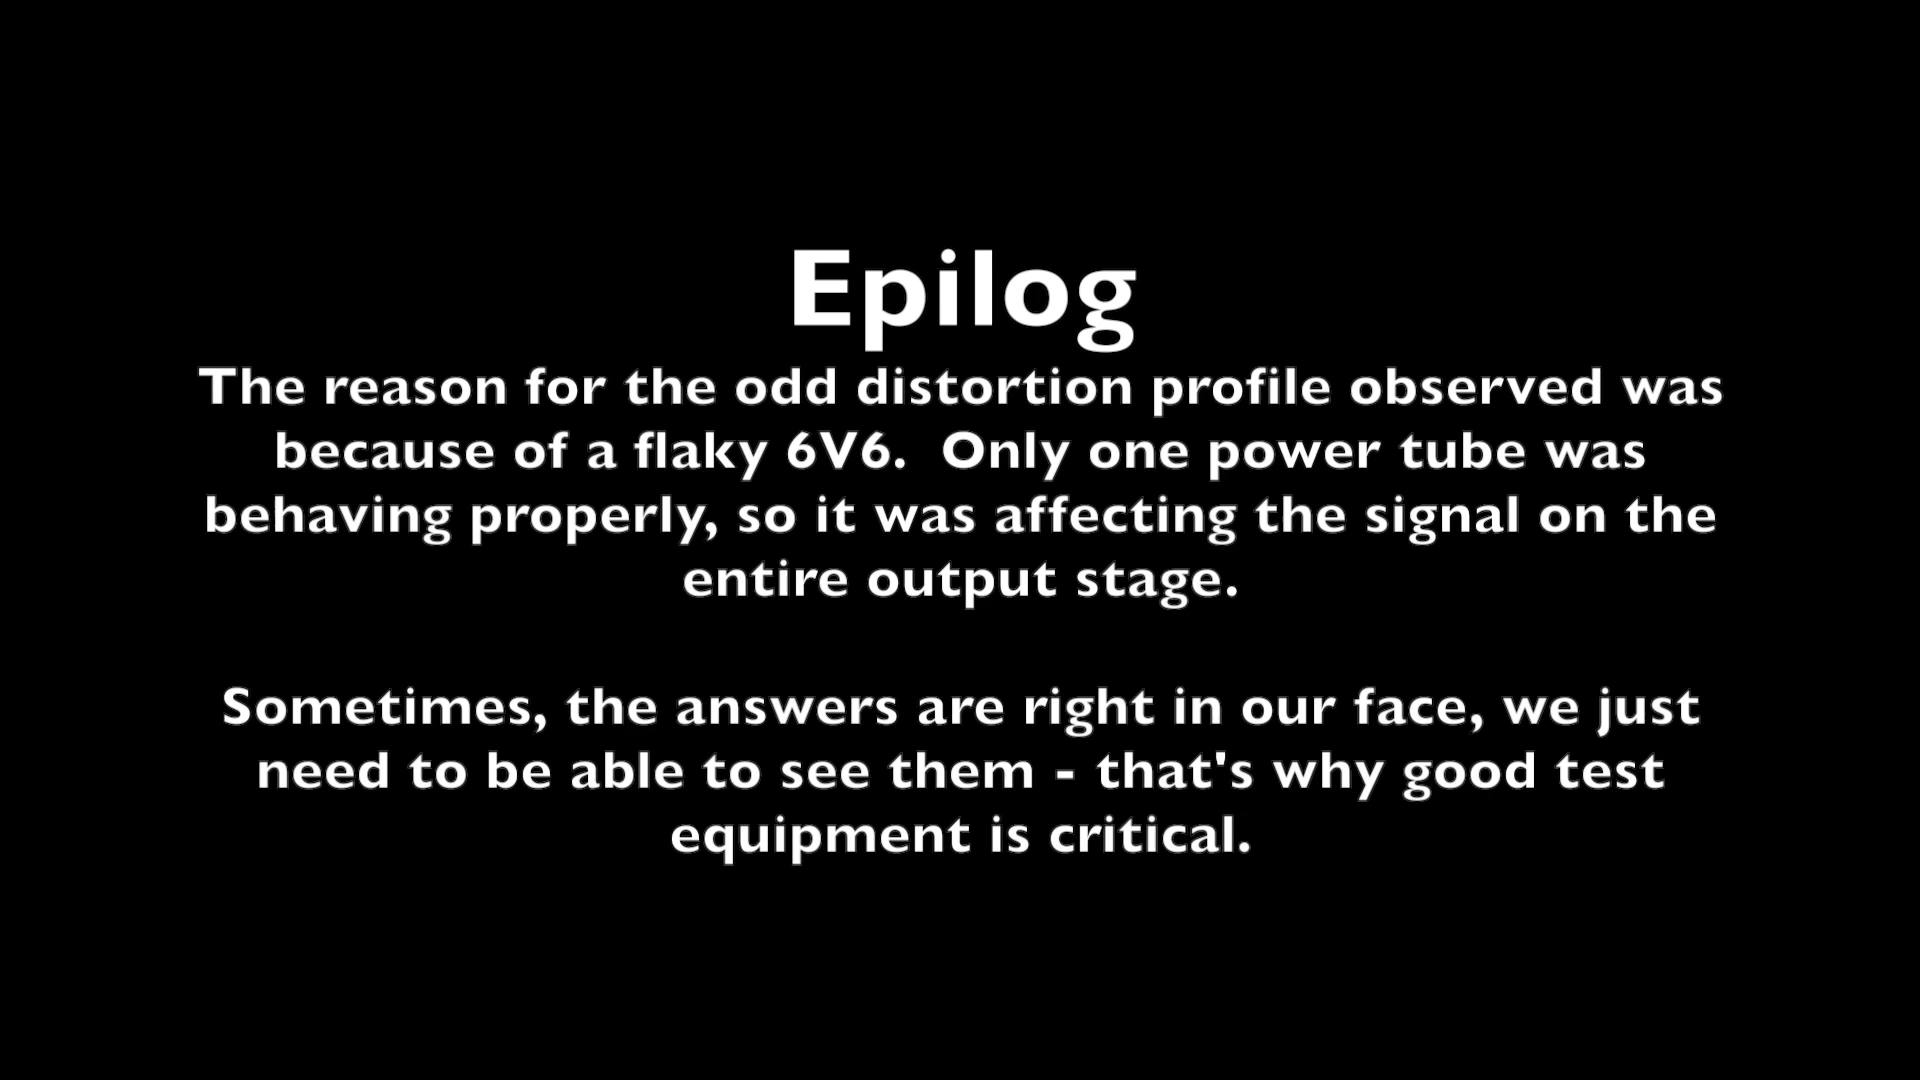 Epilog
The reason for the odd distortion profile observed was
because of a flaky 6V6.  Only one power tube was
behaving properly, so it was affecting the signal on the
entire output stage.
Sometimes, the answers are right in our face, we just
need to be able to see them - that's why good test
equipment is critical.